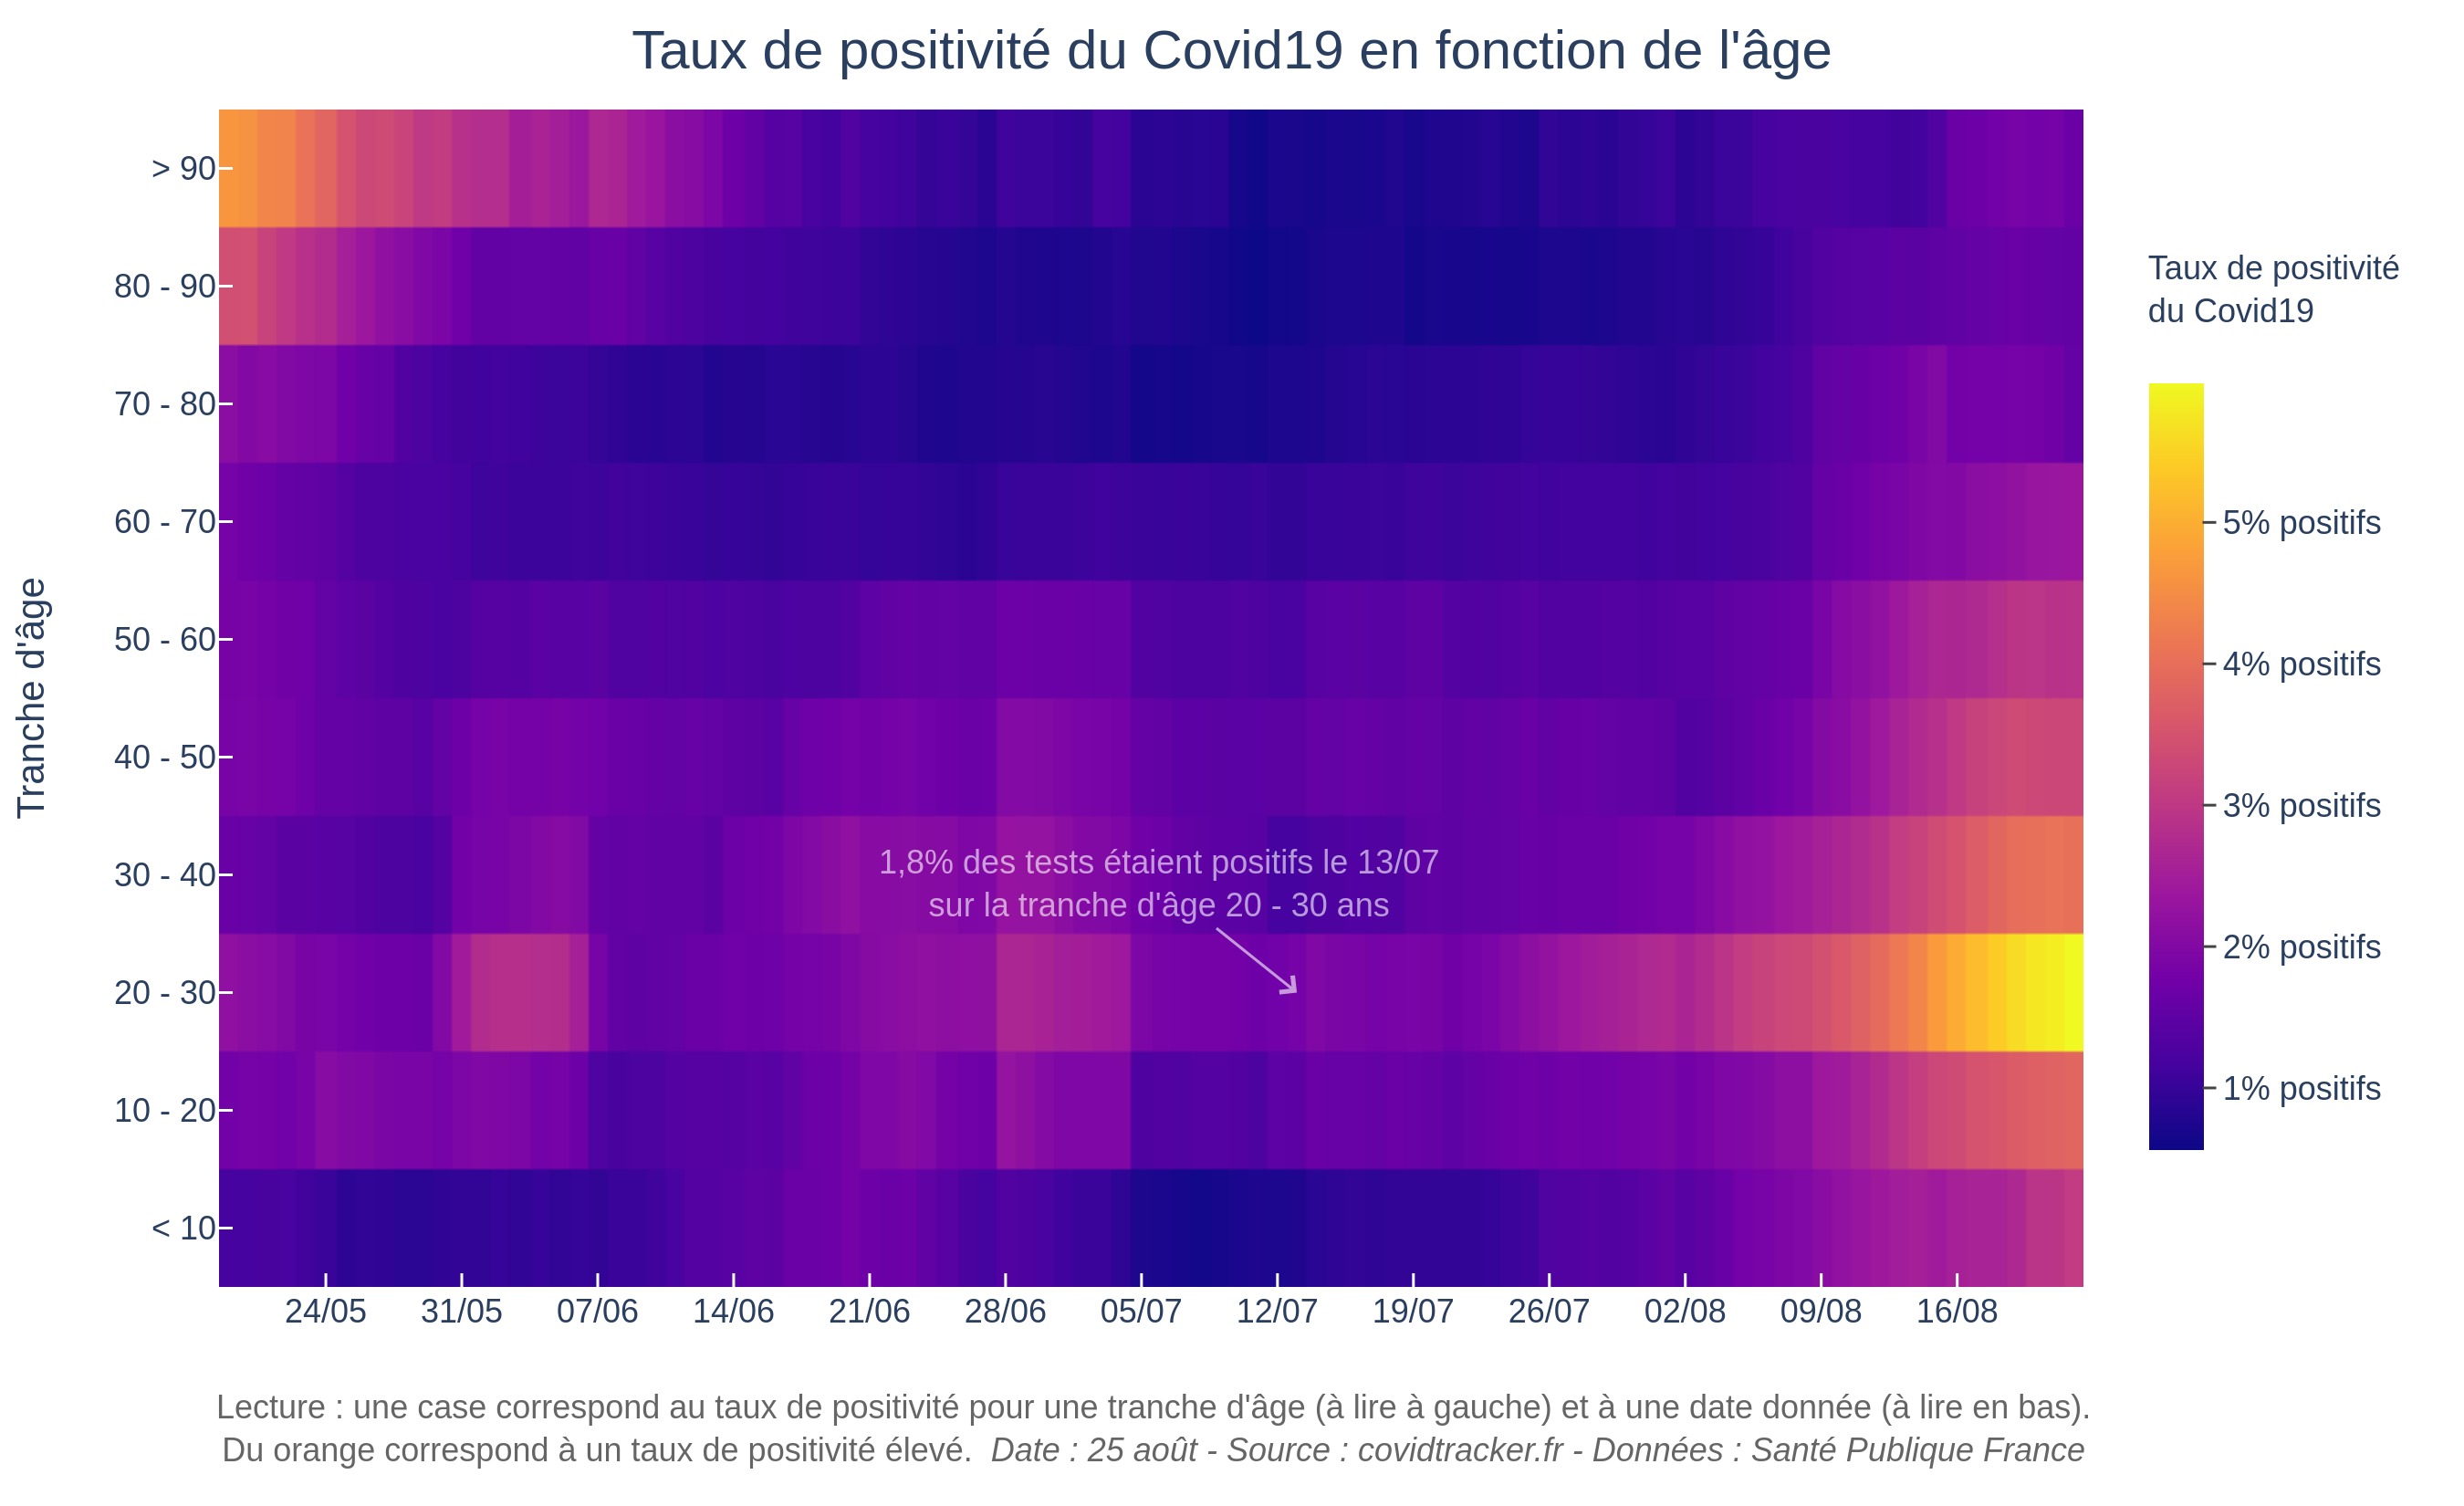 Taux de positivité du Covid19 en fonction de l'âge
Tranche d'âge
> 90
80 - 90
70 - 80
60 - 70
50 - 60
40 - 50
30 - 40
20 - 30
10 - 20
< 10
1,8% des tests étaient positifs le 13/07
sur la tranche d'âge 20 - 30 ans
24/05 31/05 07/06 14/06 21/06 28/06 05/07 12/07 19/07 26/07 02/08 09/08 16/08
Taux de positivité
du Covid19
5% positifs
4% positifs
3% positifs
2% positifs
1% positifs
Lecture : une case correspond au taux de positivité pour une tranche d'âge (à lire à gauche) et à une date donnée (à lire en bas).
Du orange correspond à un taux de positivité élevé. Date : 25 août - Source : covidtracker.fr - Données : Santé Publique France